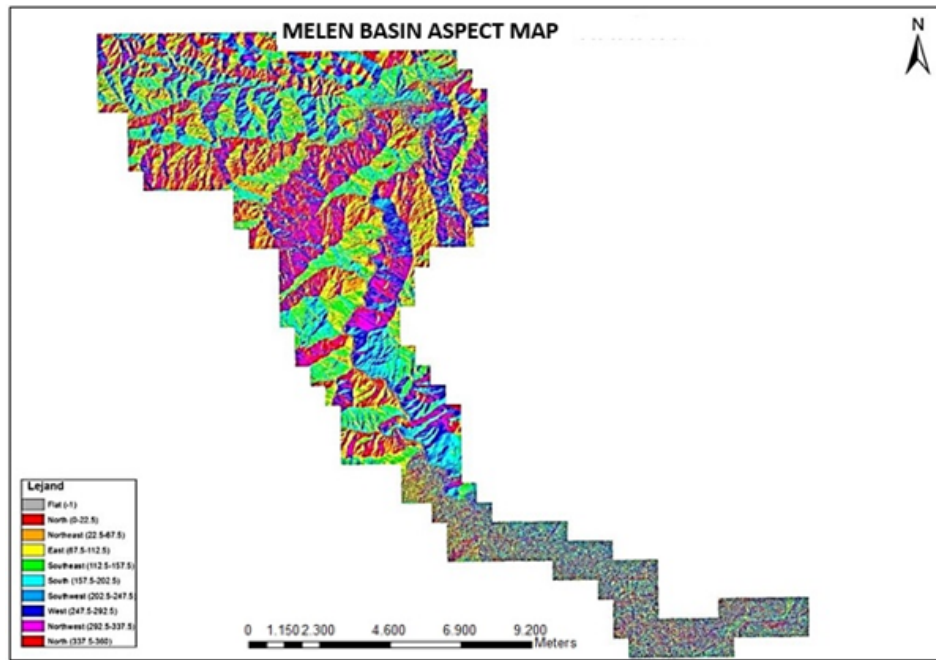 MELEN BASIN ASPECT MAP
N
Lejand
Flat (-1)
North (0-22.5)
Northeast (22.5-67.5)
East (67.5-112.5)
Southeast (112.5-157.5)
South (157.5-202.5)
Southwest (202.5-247.5)
West (247.5-292.5)
Northwest (292.5-337.5)
North (337.5-360)
0 1.150 2.300 4.600 6.900 9.200
Meters